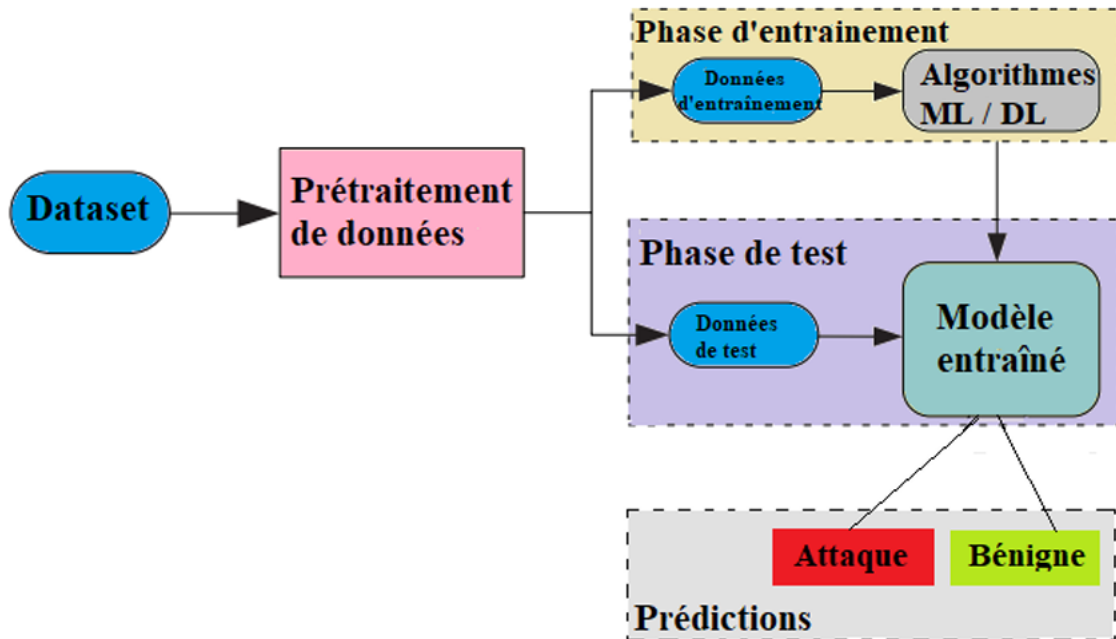 Phase d'entrainement
Données
d'entraînement
Algorithmes
ML / DL
Dataset
Prétraitement
de données
Phase de test
Données
de test
Modèle
entraîné
Attaque
Bénigne
Prédictions